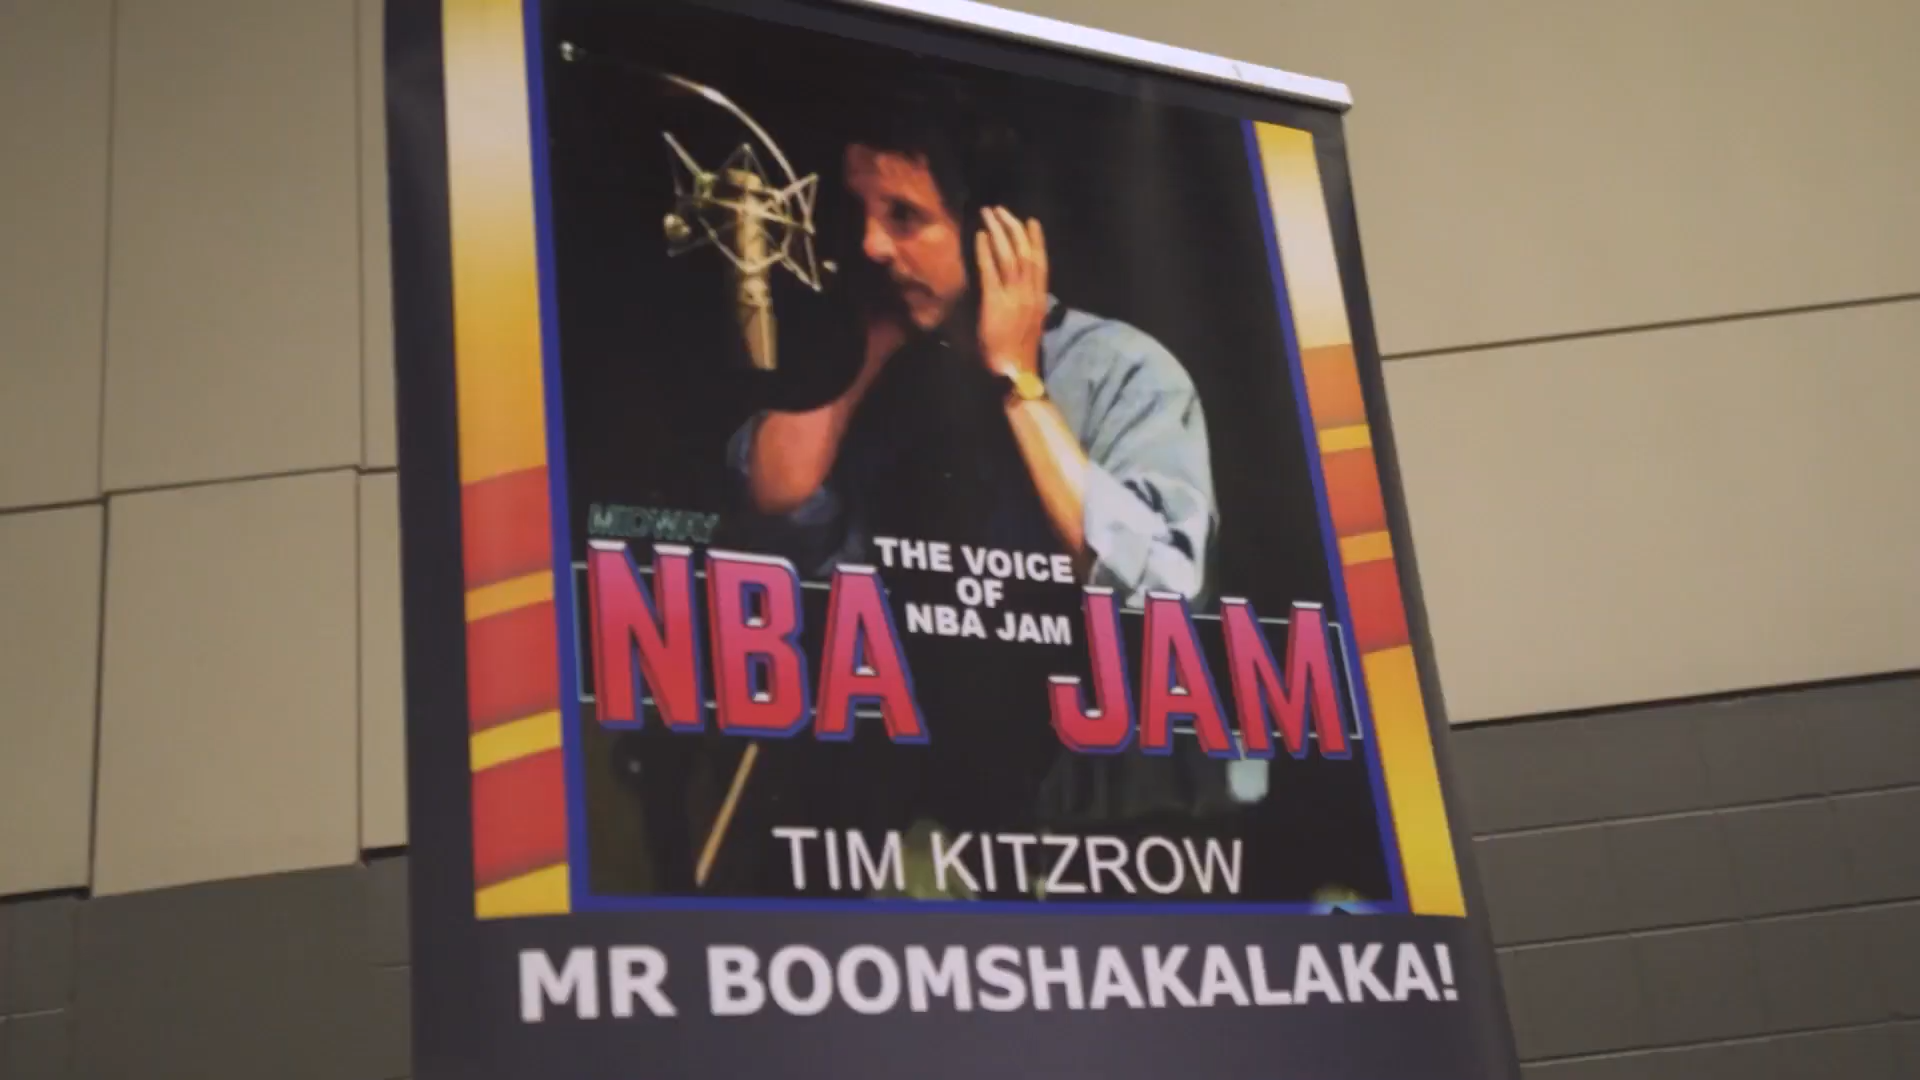 MIDWAY
THE VOICE
OF
NBA JAM
NBA JAM
TIM KITZROW
MR BOOMSHAKALAKA!